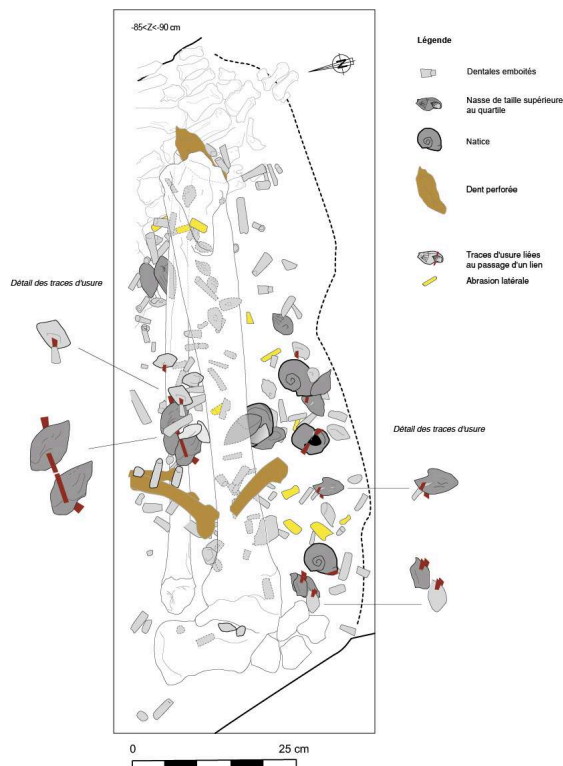 -85<Z<-90 cm
N
Légende
Dentales emboités
Nasse de taille supérieure
au quartile
Natice
Dent perforée
Traces d'usure liées
au passage d'un lien
Abrasion latérale
Détail des traces d'usure
Détail des traces d'usure
0 25 cm